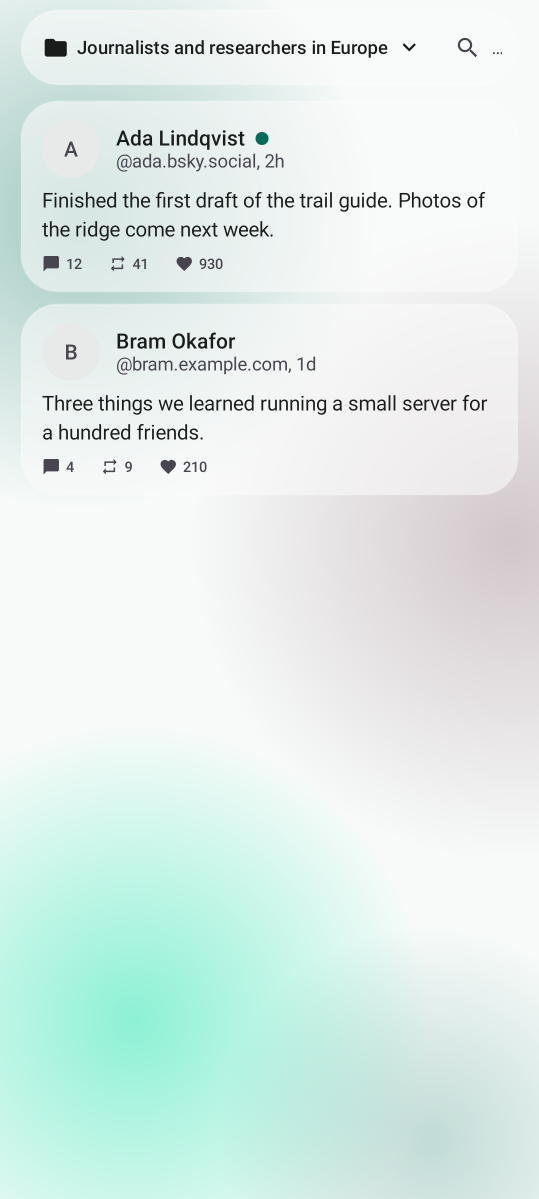 Journalists and researchers in Europe
...
A
Ada Lindqvist
@ada.bsky.social, 2h
Finished the first draft of the trail guide. Photos of
the ridge come next week.
12 41 930
B
Bram Okafor
@bram.example.com, 1d
Three things we learned running a small server for
a hundred friends.
4 9 210